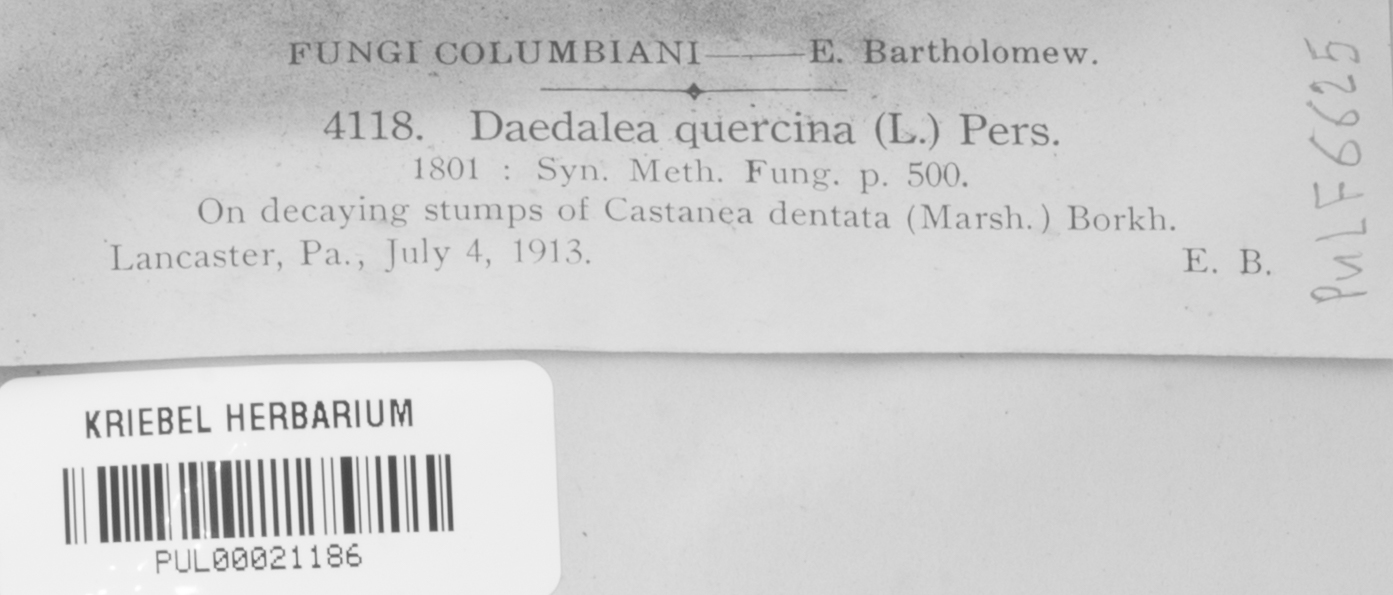 FUNGI COLUMBIANI——E. Bartholomew.
4118. Daedalea quercina (L.) Pers.
1801 : Syn. Meth. Fung. p. 500.
On decaying stumps of Castanea dentata (Marsh.) Borkh.
Lancaster, Pa., July 4, 1913. E. B.
PuLF6625
KRIEBEL HERBARIUM
PUL00021186